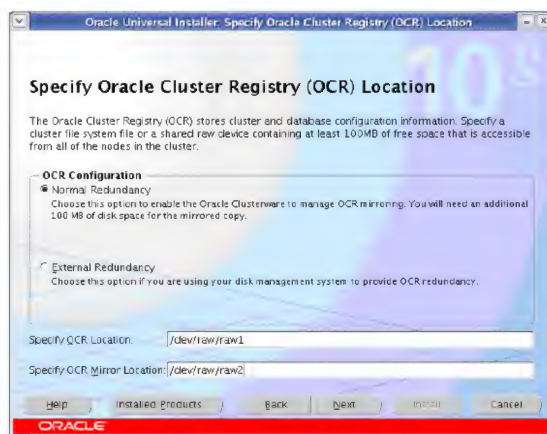 Oracle Universal Installer: Specify Oracle Cluster Registry (OCR) Location
10g
Specify Oracle Cluster Registry (OCR) Location
The Oracle Cluster Registry (OCR) stores cluster and database configuration information. Specify a
cluster file system file or a shared raw device containing at least 100MB of free space that is accessible
from all of the nodes in the cluster.
OCR Configuration
Normal Redundancy
Choose this option to enable the Oracle Clusterware to manage OCR mirroring. You will need an additional
100 MB of disk space for the mirrored copy.
External Redundancy
Choose this option if you are using your disk management system to provide OCR redundancy.
Specify OCR Location: /dev/raw/raw1
Specify OCR Mirror Location: /dev/raw/raw2
Help Installed Products Back Next Install Cancel
ORACLE